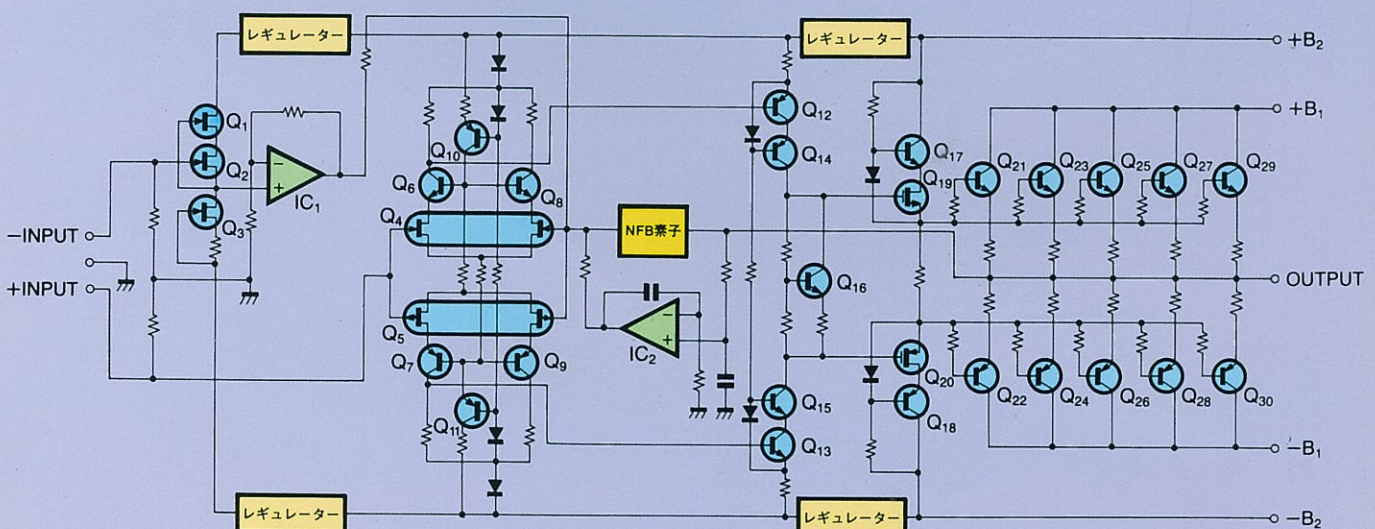 レギュレーター
レギュレーター
+B2
+B1
Q1
Q2
Q3
IC1
−
+
−INPUT
+INPUT
Q10
Q6
Q8
Q4
Q5
Q7
Q9
Q11
NFB素子
IC2
−
+
Q12
Q14
Q16
Q15
Q13
Q17
Q19
Q20
Q18
Q21
Q23
Q25
Q27
Q29
OUTPUT
Q22
Q24
Q26
Q28
Q30
−B1
レギュレーター
レギュレーター
−B2